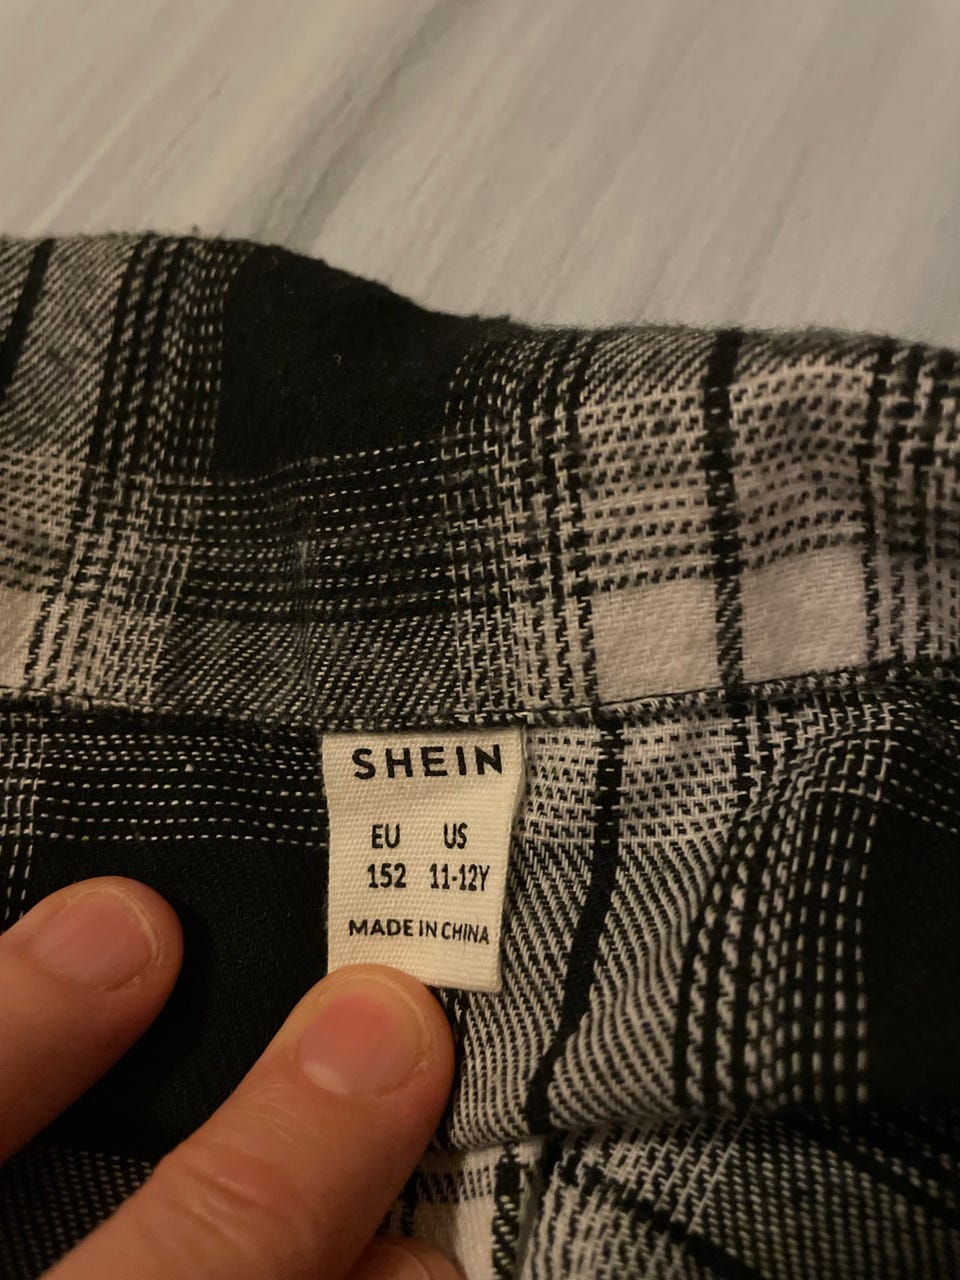 SHEIN
EU US
152 11-12Y
MADE IN CHINA